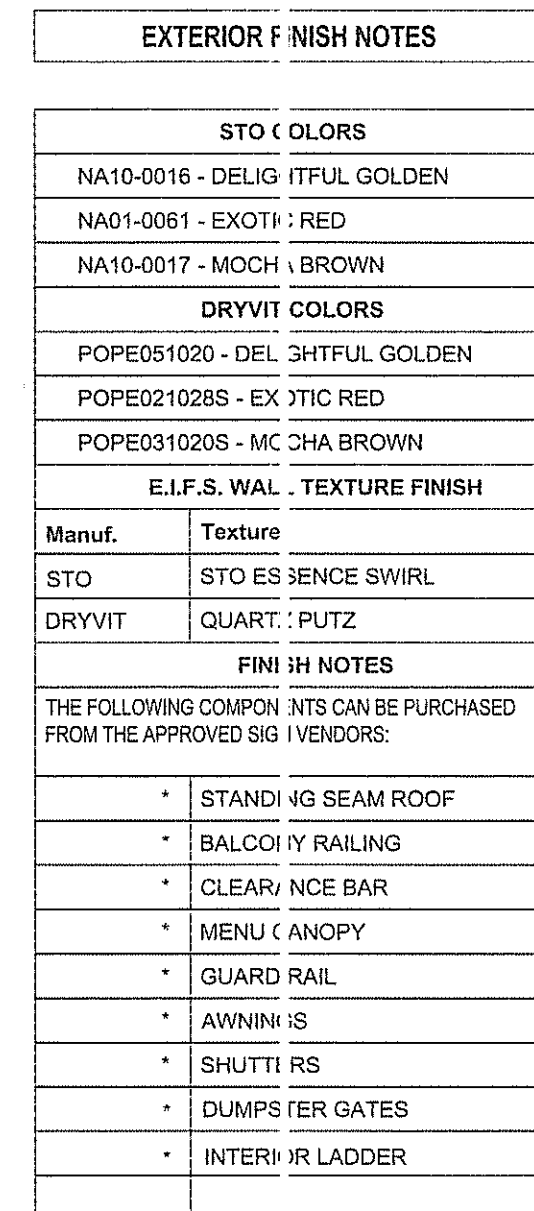 EXTERIOR FINISH NOTES
STO COLORS
NA10-0016 - DELIGHTFUL GOLDEN
NA01-0061 - EXOTIC RED
NA10-0017 - MOCHA BROWN
DRYVIT COLORS
POPE051020 - DELIGHTFUL GOLDEN
POPE021028S - EXOTIC RED
POPE031020S - MOCHA BROWN
E.I.F.S. WALL TEXTURE FINISH
Manuf. Texture
STO STO ESSENCE SWIRL
DRYVIT QUARTZ PUTZ
FINISH NOTES
THE FOLLOWING COMPONENTS CAN BE PURCHASED
FROM THE APPROVED SIGN VENDORS:
* STANDING SEAM ROOF
* BALCONY RAILING
* CLEARANCE BAR
* MENU CANOPY
* GUARD RAIL
* AWNINGS
* SHUTTERS
* DUMPSTER GATES
* INTERIOR LADDER